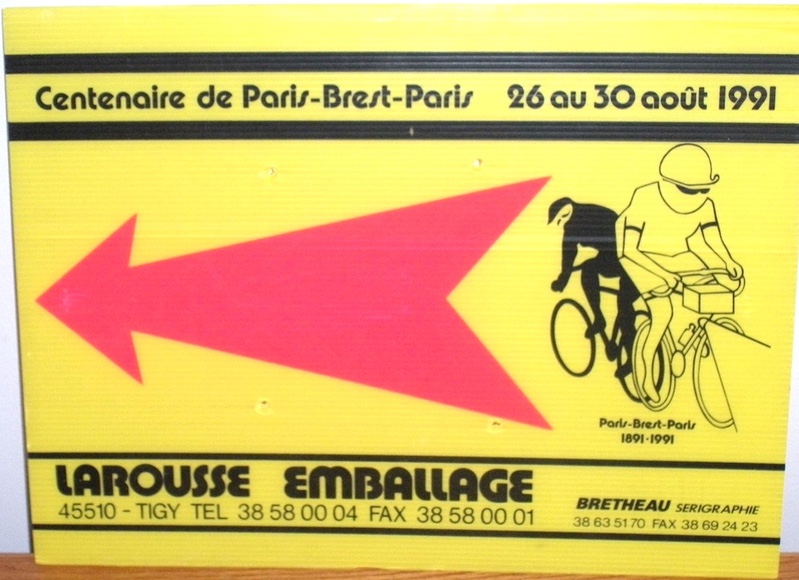 Centenaire de Paris-Brest-Paris 26 au 30 août 1991
Paris-Brest-Paris
1891-1991
LAROUSSE EMBALLAGE
45510 - TIGY TEL 38 58 00 04 FAX 38 58 00 01
BRETHEAU SERIGRAPHIE
38 63 51 70 FAX 38 69 24 23